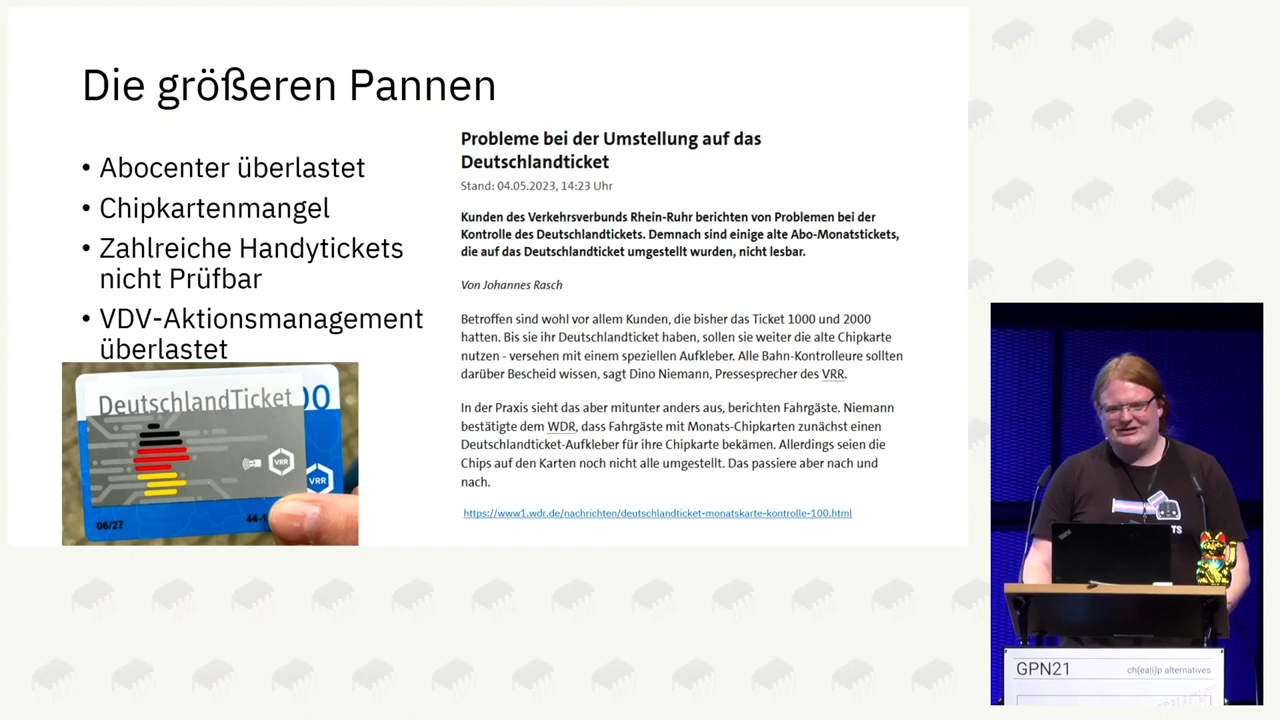 Die größeren Pannen
• Abocenter überlastet
• Chipkartenmangel
• Zahlreiche Handytickets
nicht Prüfbar
• VDV-Aktionsmanagement
überlastet
DeutschlandTicket
00
VRR
VRR
06/27
44-1
Probleme bei der Umstellung auf das
Deutschlandticket
Stand: 04.05.2023, 14:23 Uhr
Kunden des Verkehrsverbunds Rhein-Ruhr berichten von Problemen bei der
Kontrolle des Deutschlandtickets. Demnach sind einige alte Abo-Monatstickets,
die auf das Deutschlandticket umgestellt wurden, nicht lesbar.
Von Johannes Rasch
Betroffen sind wohl vor allem Kunden, die bisher das Ticket 1000 und 2000
hatten. Bis sie ihr Deutschlandticket haben, sollen sie weiter die alte Chipkarte
nutzen - versehen mit einem speziellen Aufkleber. Alle Bahn-Kontrolleure sollten
darüber Bescheid wissen, sagt Dino Niemann, Pressesprecher des VRR.
In der Praxis sieht das aber mitunter anders aus, berichten Fahrgäste. Niemann
bestätigte dem WDR, dass Fahrgäste mit Monats-Chipkarten zunächst einen
Deutschlandticket-Aufkleber für ihre Chipkarte bekämen. Allerdings seien die
Chips auf den Karten noch nicht alle umgestellt. Das passiere aber nach und
nach.
https://www1.wdr.de/nachrichten/deutschlandticket-monatskarte-kontrolle-100.html
TS
GPN21
ch(ea|i)p alternatives